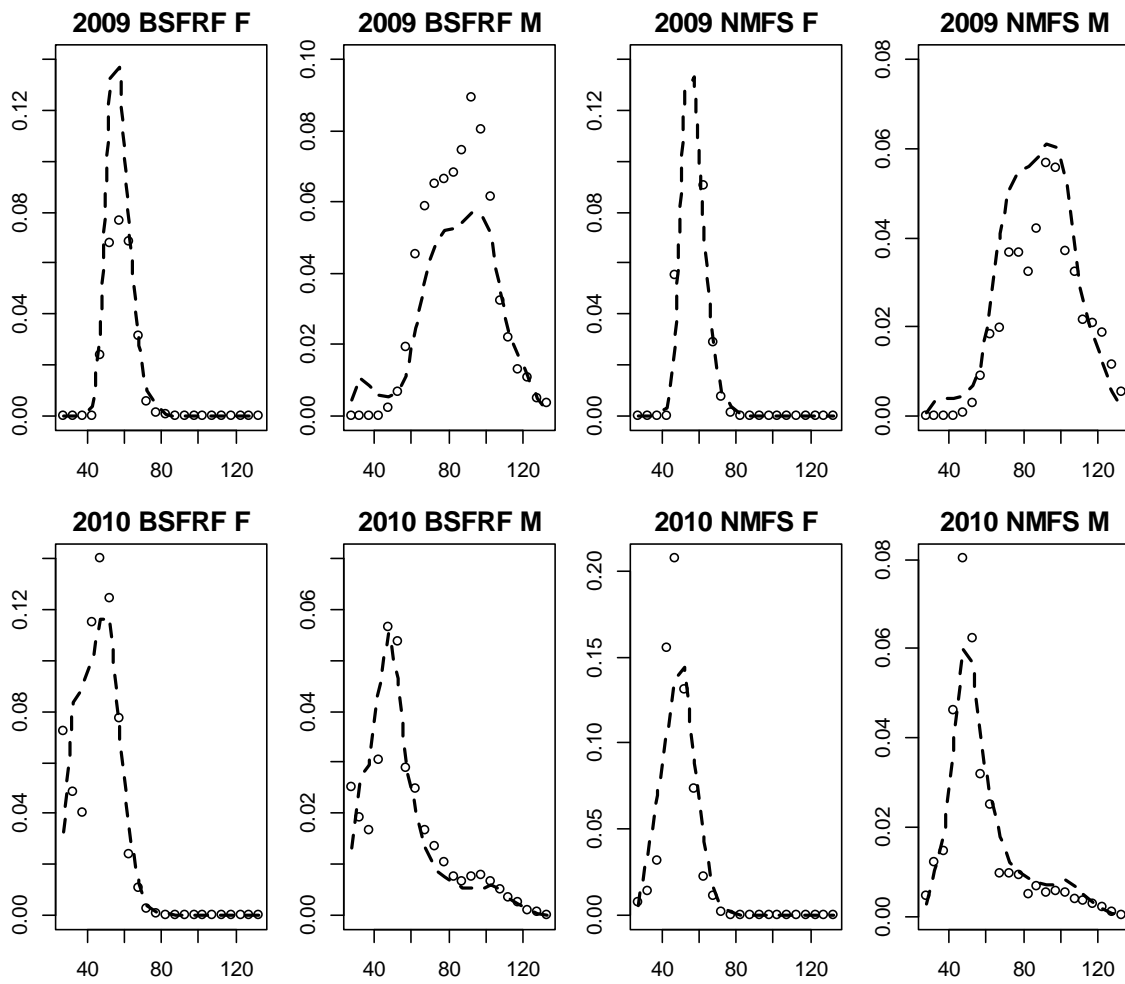 2009 BSFRF F
0.00 0.04 0.08 0.12
40 80 120
2009 BSFRF M
0.00 0.02 0.04 0.06 0.08 0.10
40 80 120
2009 NMFS F
0.00 0.04 0.08 0.12
40 80 120
2009 NMFS M
0.00 0.02 0.04 0.06 0.08
40 80 120
2010 BSFRF F
0.00 0.04 0.08 0.12
40 80 120
2010 BSFRF M
0.00 0.02 0.04 0.06
40 80 120
2010 NMFS F
0.00 0.05 0.10 0.15 0.20
40 80 120
2010 NMFS M
0.00 0.02 0.04 0.06 0.08
40 80 120